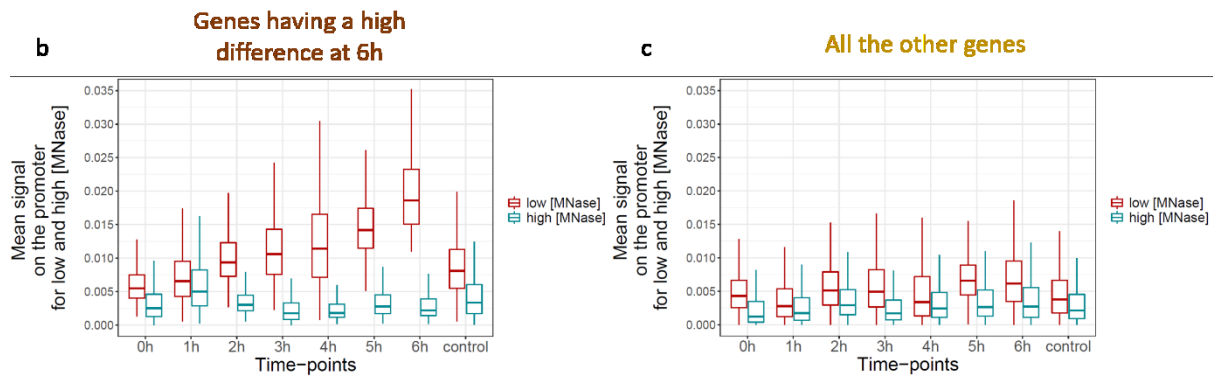 b
Genes having a high
difference at 6h
Mean signal
on the promoter
for low and high [MNase]
0.035
0.030
0.025
0.020
0.015
0.010
0.005
0.000
0h 1h 2h 3h 4h 5h 6h control
Time-points
low [MNase]
high [MNase]
c
All the other genes
Mean signal
on the promoter
for low and high [MNase]
0.035
0.030
0.025
0.020
0.015
0.010
0.005
0.000
0h 1h 2h 3h 4h 5h 6h control
Time-points
low [MNase]
high [MNase]